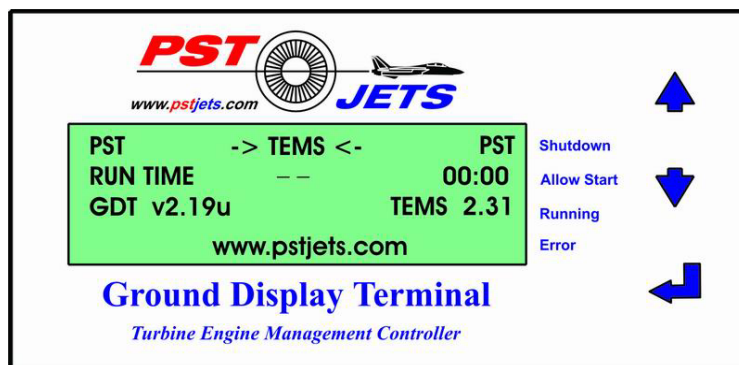 PST
www.pstjets.com
JETS
PST -> TEMS <- PST
RUN TIME -- 00:00
GDT v2.19u TEMS 2.31
www.pstjets.com
Shutdown
Allow Start
Running
Error
Ground Display Terminal
Turbine Engine Management Controller